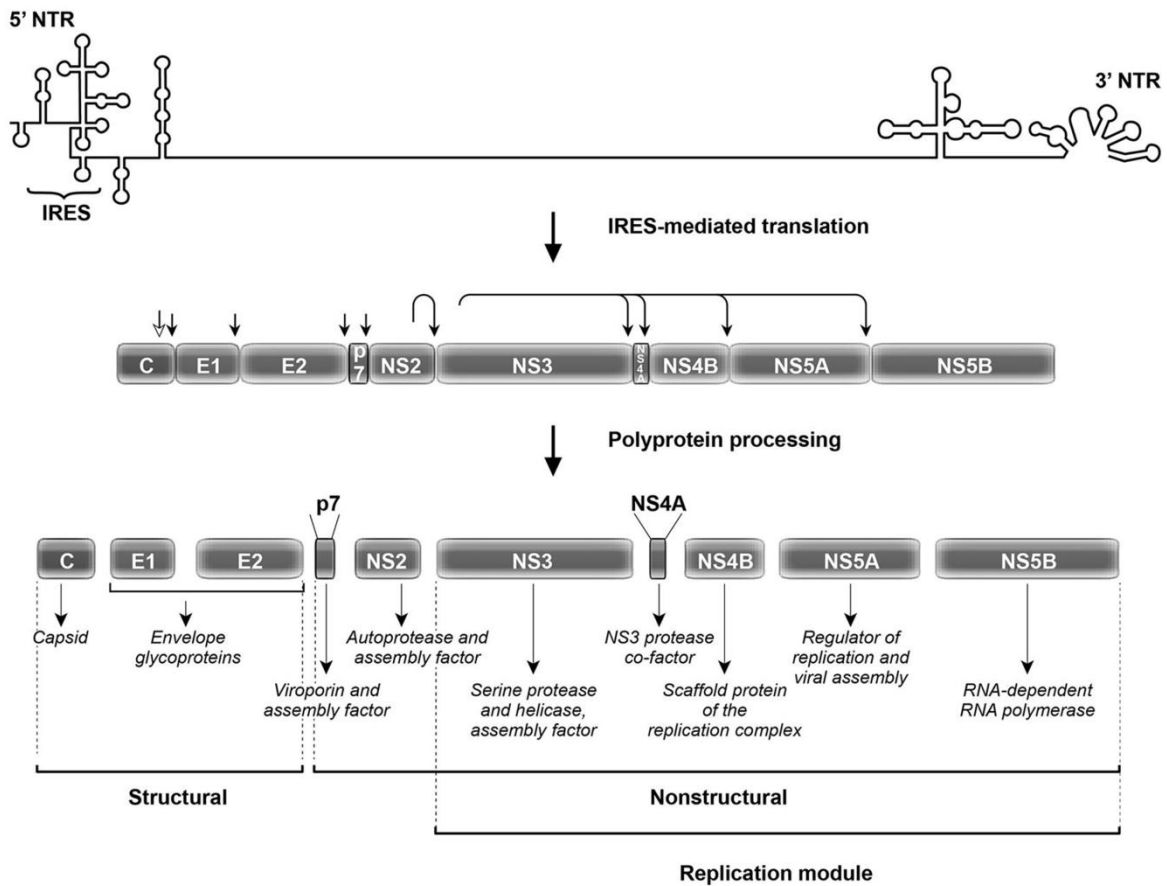 5’ NTR
3’ NTR
IRES
IRES-mediated translation
C E1 E2 p7 NS2 NS3 NS4A NS4B NS5A NS5B
Polyprotein processing
p7 NS4A
C E1 E2 NS2 NS3 NS4B NS5A NS5B
Capsid
Envelope
glycoproteins
Viroporin and
assembly factor
Autoprotease and
assembly factor
Serine protease
and helicase,
assembly factor
NS3 protease
co-factor
Scaffold protein
of the
replication complex
Regulator of
replication and
viral assembly
RNA-dependent
RNA polymerase
Structural
Nonstructural
Replication module